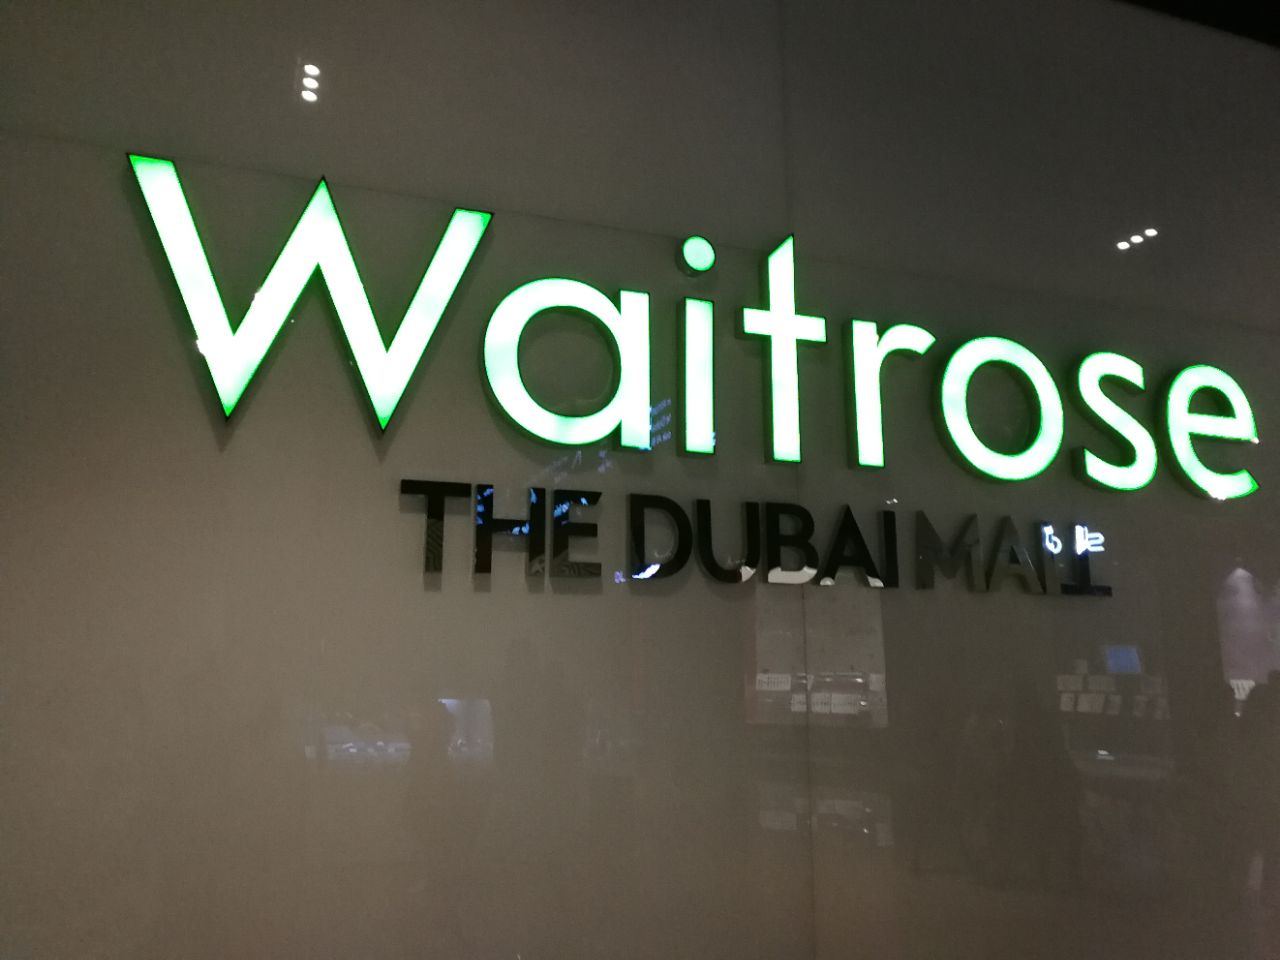 Waitrose
THE DUBAI MALL